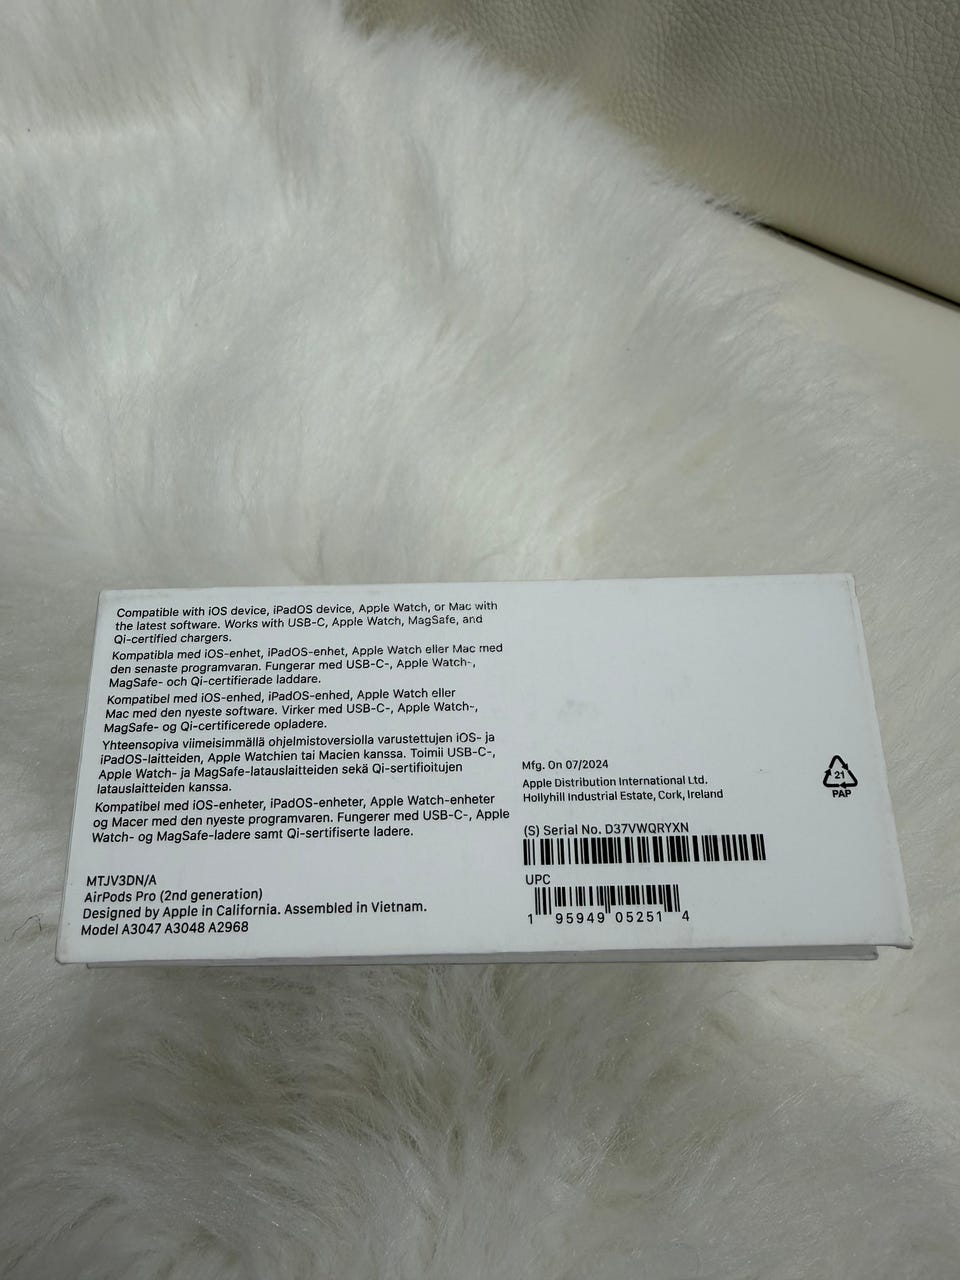 Compatible with iOS device, iPadOS device, Apple Watch, or Mac with
the latest software. Works with USB-C, Apple Watch, MagSafe, and
Qi-certified chargers.
Kompatibla med iOS-enhet, iPadOS-enhet, Apple Watch eller Mac med
den senaste programvaran. Fungerar med USB-C-, Apple Watch-,
MagSafe- och Qi-certifierade laddare.
Kompatibel med iOS-enhed, iPadOS-enhed, Apple Watch eller
Mac med den nyeste software. Virker med USB-C-, Apple Watch-,
MagSafe- og Qi-certificerede opladere.
Yhteensopiva viimeisimmällä ohjelmistoversiolla varustettujen iOS- ja
iPadOS-laitteiden, Apple Watchien tai Macien kanssa. Toimii USB-C-,
Apple Watch- ja MagSafe-latauslaitteiden sekä Qi-sertifioitujen
latauslaitteiden kanssa.
Kompatibel med iOS-enheter, iPadOS-enheter, Apple Watch-enheter
og Macer med den nyeste programvaren. Fungerer med USB-C-, Apple
Watch- og MagSafe-ladere samt Qi-sertifiserte ladere.
MTJV3DN/A
AirPods Pro (2nd generation)
Designed by Apple in California. Assembled in Vietnam.
Model A3047 A3048 A2968
Mfg. On 07/2024
Apple Distribution International Ltd.
Hollyhill Industrial Estate, Cork, Ireland
(S) Serial No. D37VWQRYXN
UPC
1 95949 05251 4
21
PAP